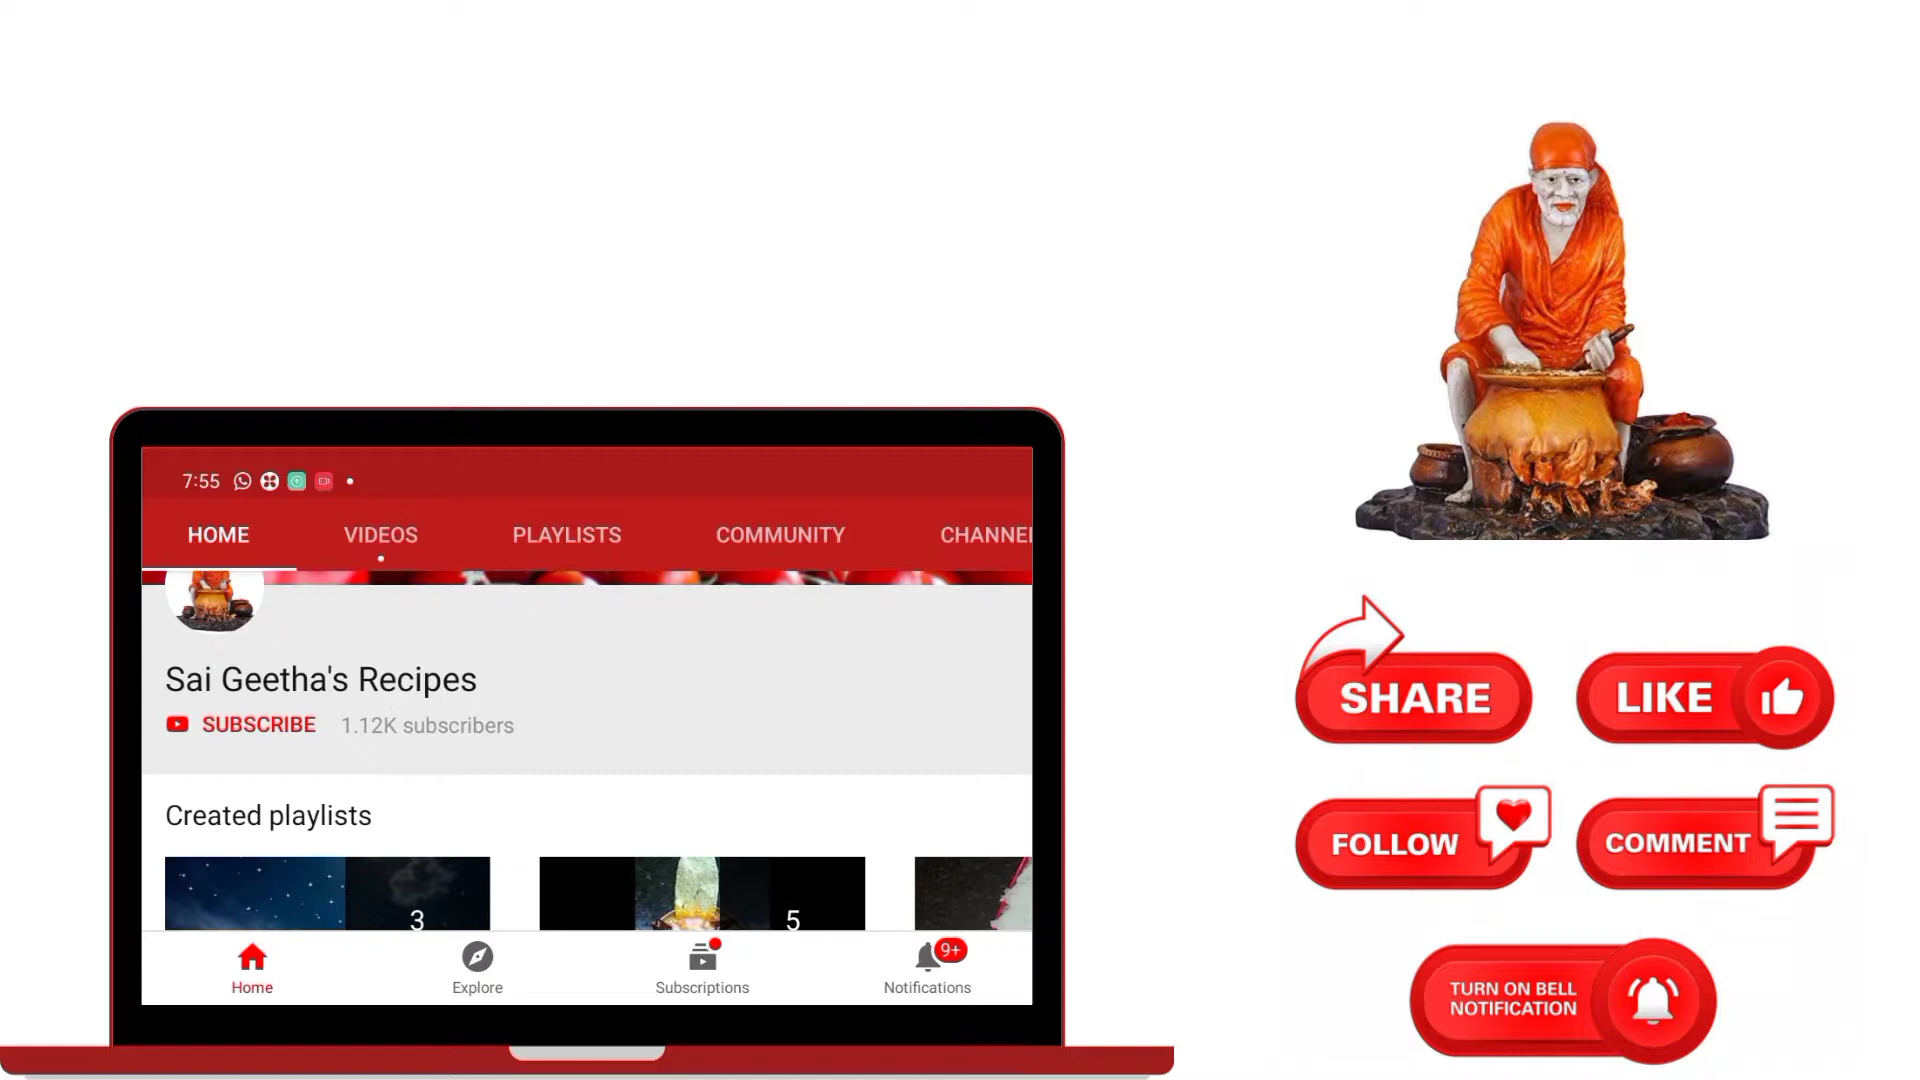 7:55
HOME VIDEOS PLAYLISTS COMMUNITY CHANNEL
Sai Geetha's Recipes
SUBSCRIBE 1.12K subscribers
Created playlists
3 5
9+
Home Explore Subscriptions Notifications
SHARE LIKE
FOLLOW COMMENT
TURN ON BELL
NOTIFICATION